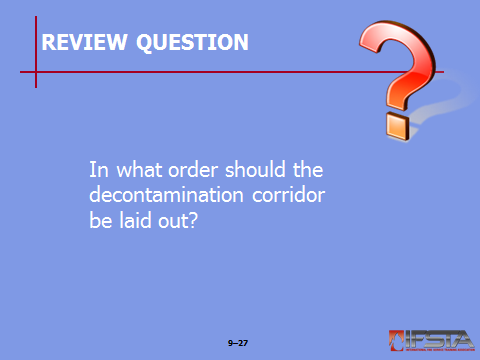 REVIEW QUESTION
In what order should the
decontamination corridor
be laid out?
9–27
IFSTA